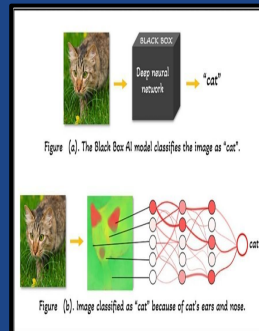 BLACK BOX
Deep neural
network
"cat"
Figure (a). The Black Box AI model classifies the image as "cat".
cat
Figure (b). Image classified as "cat" because of cat's ears and nose.